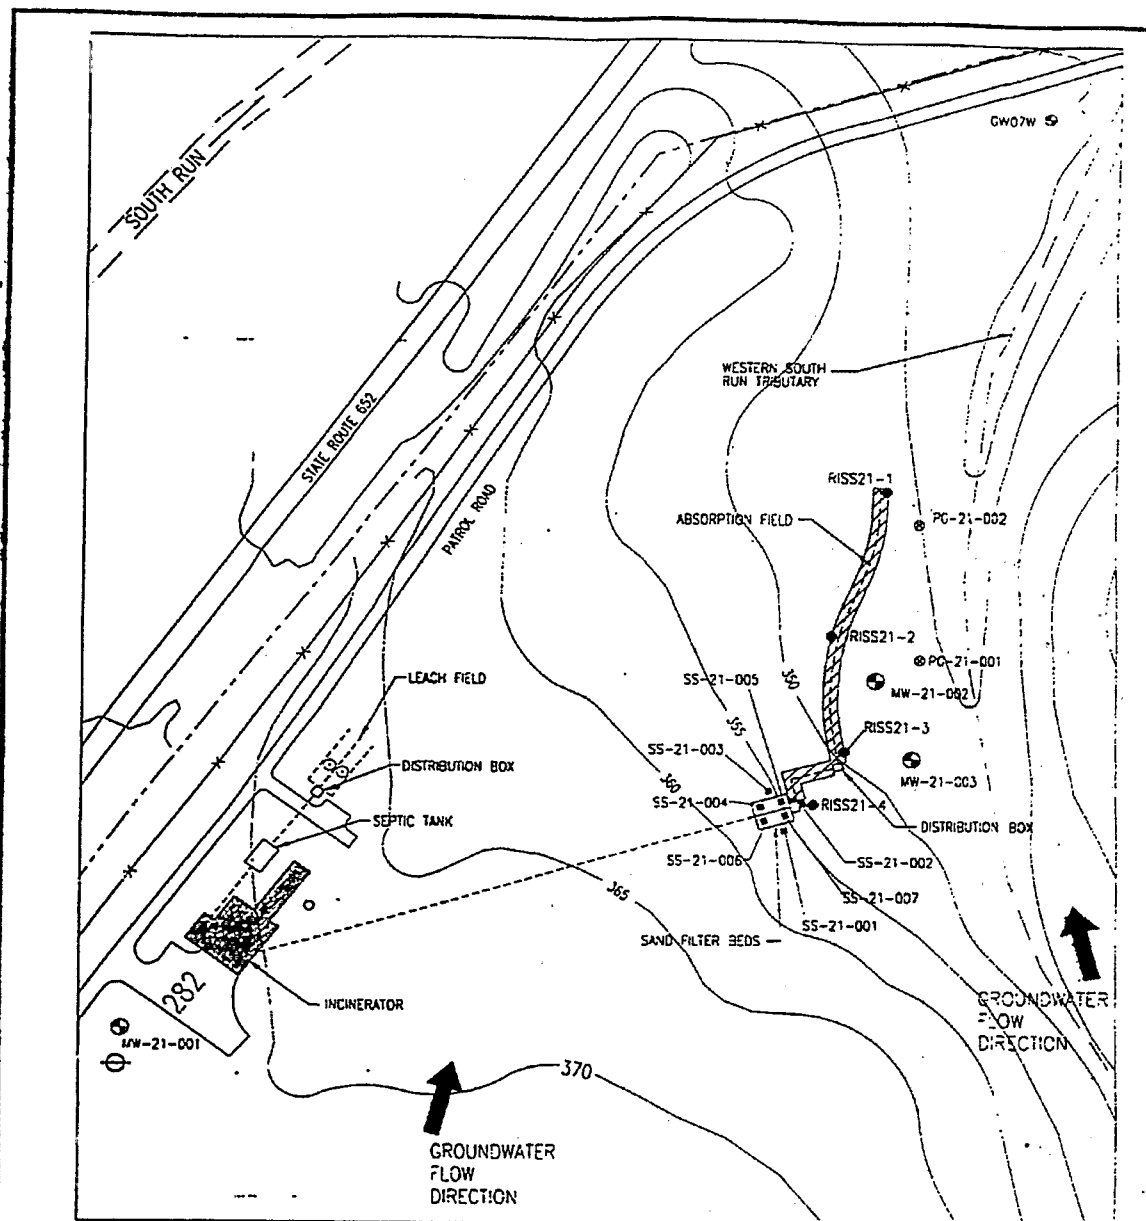 GW07W
SOUTH RUN
WESTERN SOUTH
RUN TRIBUTARY
STATE ROUTE 652
RISS21-1
PATROL ROAD
ABSORPTION FIELD
PG-21-002
RISS21-2
PG-21-001
350
SS-21-005
LEACH FIELD
MW-21-002
355
RISS21-3
SS-21-003
DISTRIBUTION BOX
360
MW-21-003
SS-21-004
RISS21-4
SEPTIC TANK
DISTRIBUTION BOX
SS-21-006
SS-21-002
365
SS-21-007
SS-21-001
SAND FILTER BEDS
282
INCINERATOR
GROUNDWATER
FLOW
DIRECTION
MW-21-001
370
GROUNDWATER
FLOW
DIRECTION